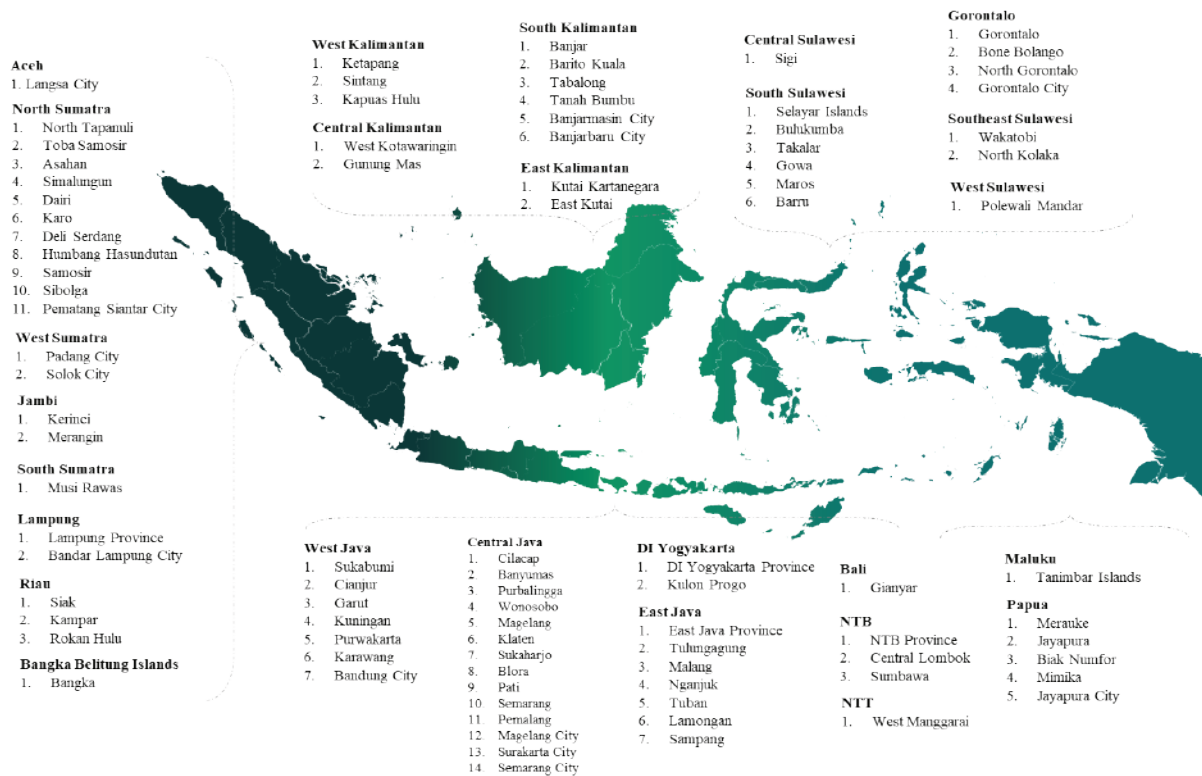 Aceh
1. Langsa City
North Sumatra
1. North Tapanuli
2. Toba Samosir
3. Asahan
4. Simalungun
5. Dairi
6. Karo
7. Deli Serdang
8. Humbang Hasundutan
9. Samosir
10. Sibolga
11. Pematang Siantar City
West Sumatra
1. Padang City
2. Solok City
Jambi
1. Kerinci
2. Merangin
South Sumatra
1. Musi Rawas
Lampung
1. Lampung Province
2. Bandar Lampung City
Riau
1. Siak
2. Kampar
3. Rokan Hulu
Bangka Belitung Islands
1. Bangka
West Kalimantan
1. Ketapang
2. Sintang
3. Kapuas Hulu
Central Kalimantan
1. West Kotawaringin
2. Gunung Mas
South Kalimantan
1. Banjar
2. Barito Kuala
3. Tabalong
4. Tanah Bumbu
5. Banjarmasin City
6. Banjarbaru City
East Kalimantan
1. Kutai Kartanegara
2. East Kutai
Central Sulawesi
1. Sigi
South Sulawesi
1. Selayar Islands
2. Bulukumba
3. Takalar
4. Gowa
5. Maros
6. Barru
Gorontalo
1. Gorontalo
2. Bone Bolango
3. North Gorontalo
4. Gorontalo City
Southeast Sulawesi
1. Wakatobi
2. North Kolaka
West Sulawesi
1. Polewali Mandar
West Java
1. Sukabumi
2. Cianjur
3. Garut
4. Kuningan
5. Purwakarta
6. Karawang
7. Bandung City
Central Java
1. Cilacap
2. Banyumas
3. Purbalingga
4. Wonosobo
5. Magelang
6. Klaten
7. Sukaharjo
8. Blora
9. Pati
10. Semarang
11. Pemalang
12. Magelang City
13. Surakarta City
14. Semarang City
DI Yogyakarta
1. DI Yogyakarta Province
2. Kulon Progo
East Java
1. East Java Province
2. Tulungagung
3. Malang
4. Nganjuk
5. Tuban
6. Lamongan
7. Sampang
Bali
1. Gianyar
NTB
1. NTB Province
2. Central Lombok
3. Sumbawa
NTT
1. West Manggarai
Maluku
1. Tanimbar Islands
Papua
1. Merauke
2. Jayapura
3. Biak Numfor
4. Mimika
5. Jayapura City